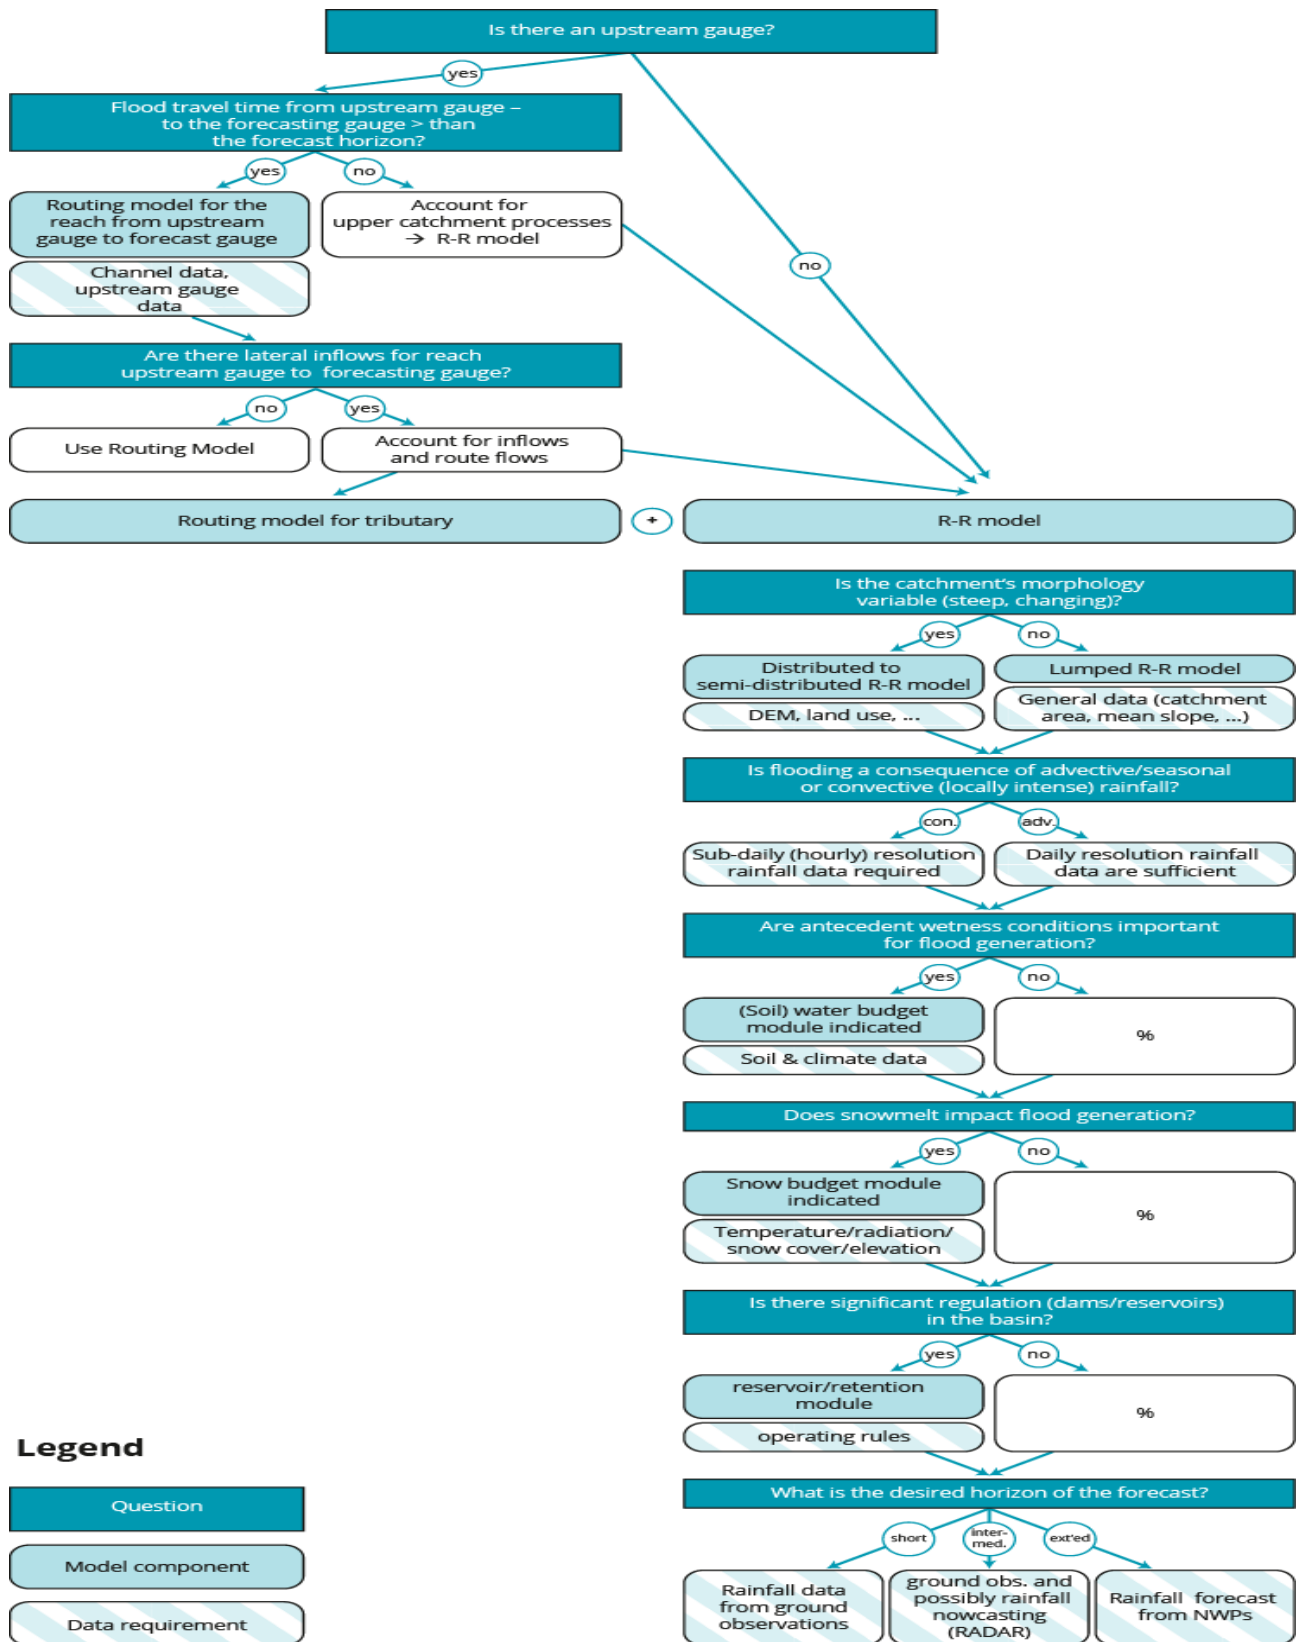 Is there an upstream gauge?
yes
Flood travel time from upstream gauge –
to the forecasting gauge > than
the forecast horizon?
yes
no
Routing model for the
reach from upstream
gauge to forecast gauge
Account for
upper catchment processes
→ R-R model
no
Channel data,
upstream gauge
data
Are there lateral inflows for reach
upstream gauge to forecasting gauge?
no
yes
Use Routing Model
Account for inflows
and route flows
Routing model for tributary
+
R-R model
Is the catchment's morphology
variable (steep, changing)?
yes
no
Distributed to
semi-distributed R-R model
DEM, land use, ...
Lumped R-R model
General data (catchment
area, mean slope, ...)
Is flooding a consequence of advective/seasonal
or convective (locally intense) rainfall?
con.
adv.
Sub-daily (hourly) resolution
rainfall data required
Daily resolution rainfall
data are sufficient
Are antecedent wetness conditions important
for flood generation?
yes
no
(Soil) water budget
module indicated
Soil & climate data
%
Does snowmelt impact flood generation?
yes
no
Snow budget module
indicated
Temperature/radiation/
snow cover/elevation
%
Is there significant regulation (dams/reservoirs)
in the basin?
yes
no
reservoir/retention
module
operating rules
%
What is the desired horizon of the forecast?
short
inter-
med.
ext'ed
Rainfall data
from ground
observations
ground obs. and
possibly rainfall
nowcasting
(RADAR)
Rainfall forecast
from NWPs
Legend
Question
Model component
Data requirement